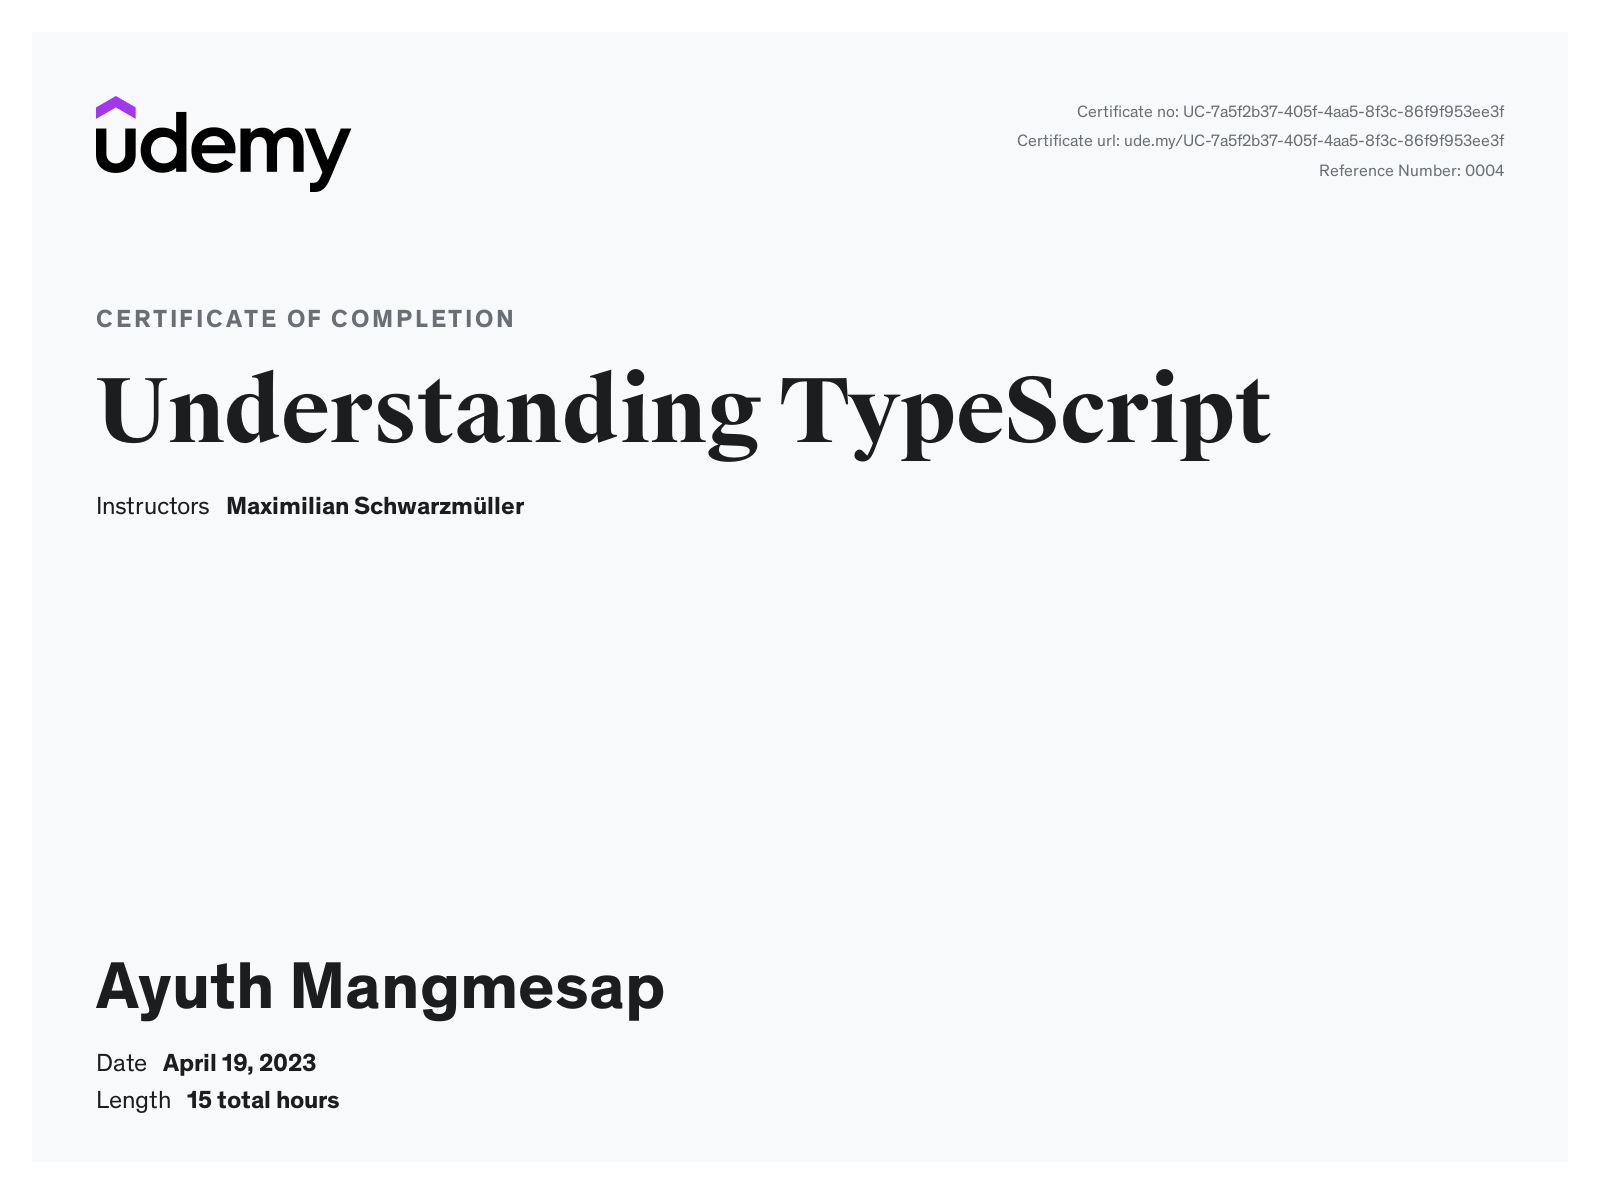 udemy
Certificate no: UC-7a5f2b37-405f-4aa5-8f3c-86f9f953ee3f
Certificate url: ude.my/UC-7a5f2b37-405f-4aa5-8f3c-86f9f953ee3f
Reference Number: 0004
CERTIFICATE OF COMPLETION
Understanding TypeScript
Instructors Maximilian Schwarzmüller
Ayuth Mangmesap
Date April 19, 2023
Length 15 total hours